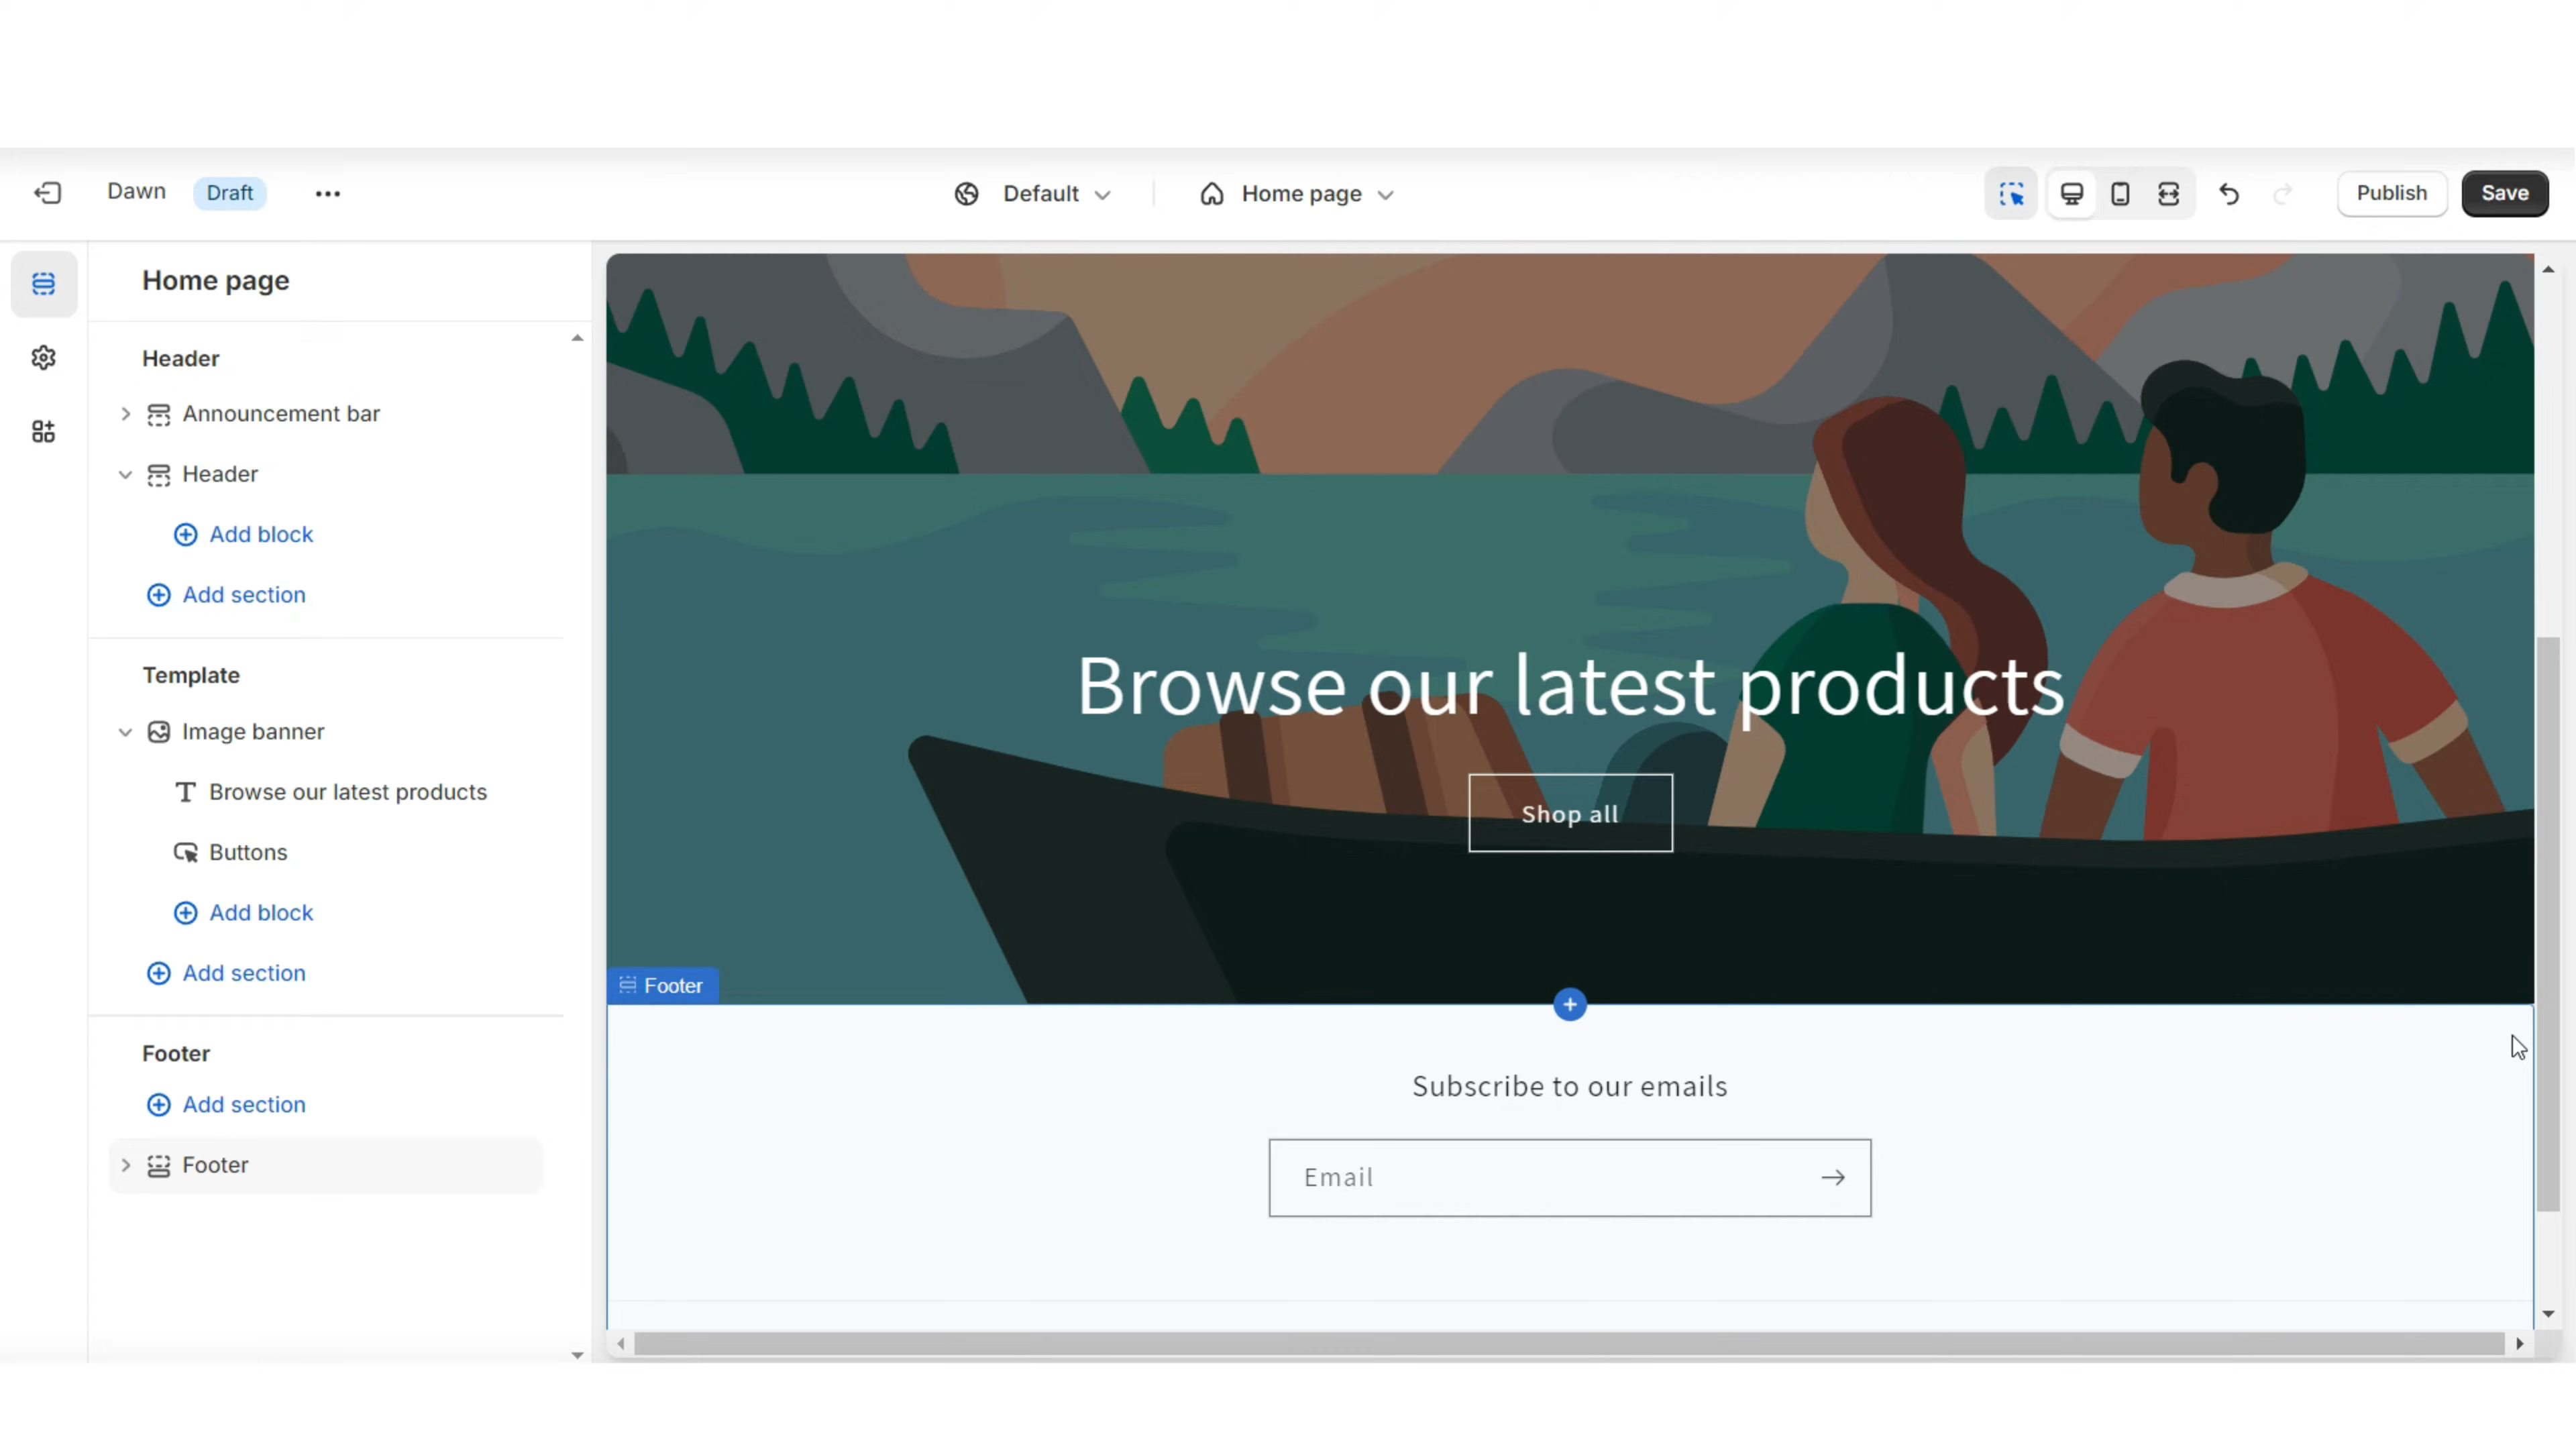 Dawn Draft Default Home page Publish Save
Home page
Header
Announcement bar
Header
Add block
Add section
Template
Image banner
Browse our latest products
Buttons
Add block
Add section
Footer
Add section
Footer
Browse our latest products
Shop all
Footer
Subscribe to our emails
Email